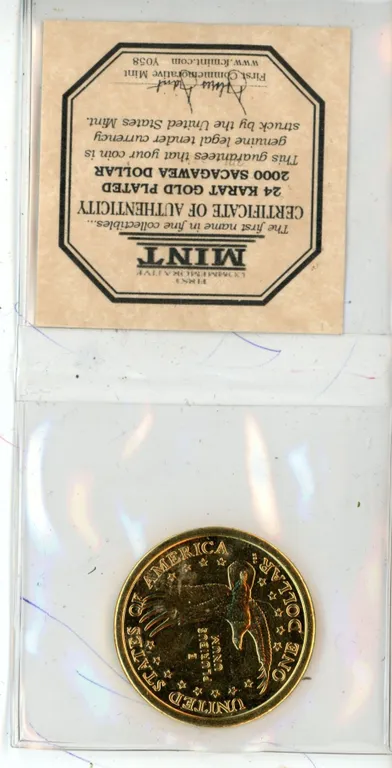 FIRST
COMMEMORATIVE
MINT
The first name in fine collectibles...
CERTIFICATE OF AUTHENTICITY
24 KARAT GOLD PLATED
2000 SACAGAWEA DOLLAR
This guarantees that your coin is
genuine legal tender currency
struck by the United States Mint.
First Commemorative Mint
www.fcmint.com Y058
UNITED STATES OF AMERICA
E
PLURIBUS
UNUM
ONE DOLLAR